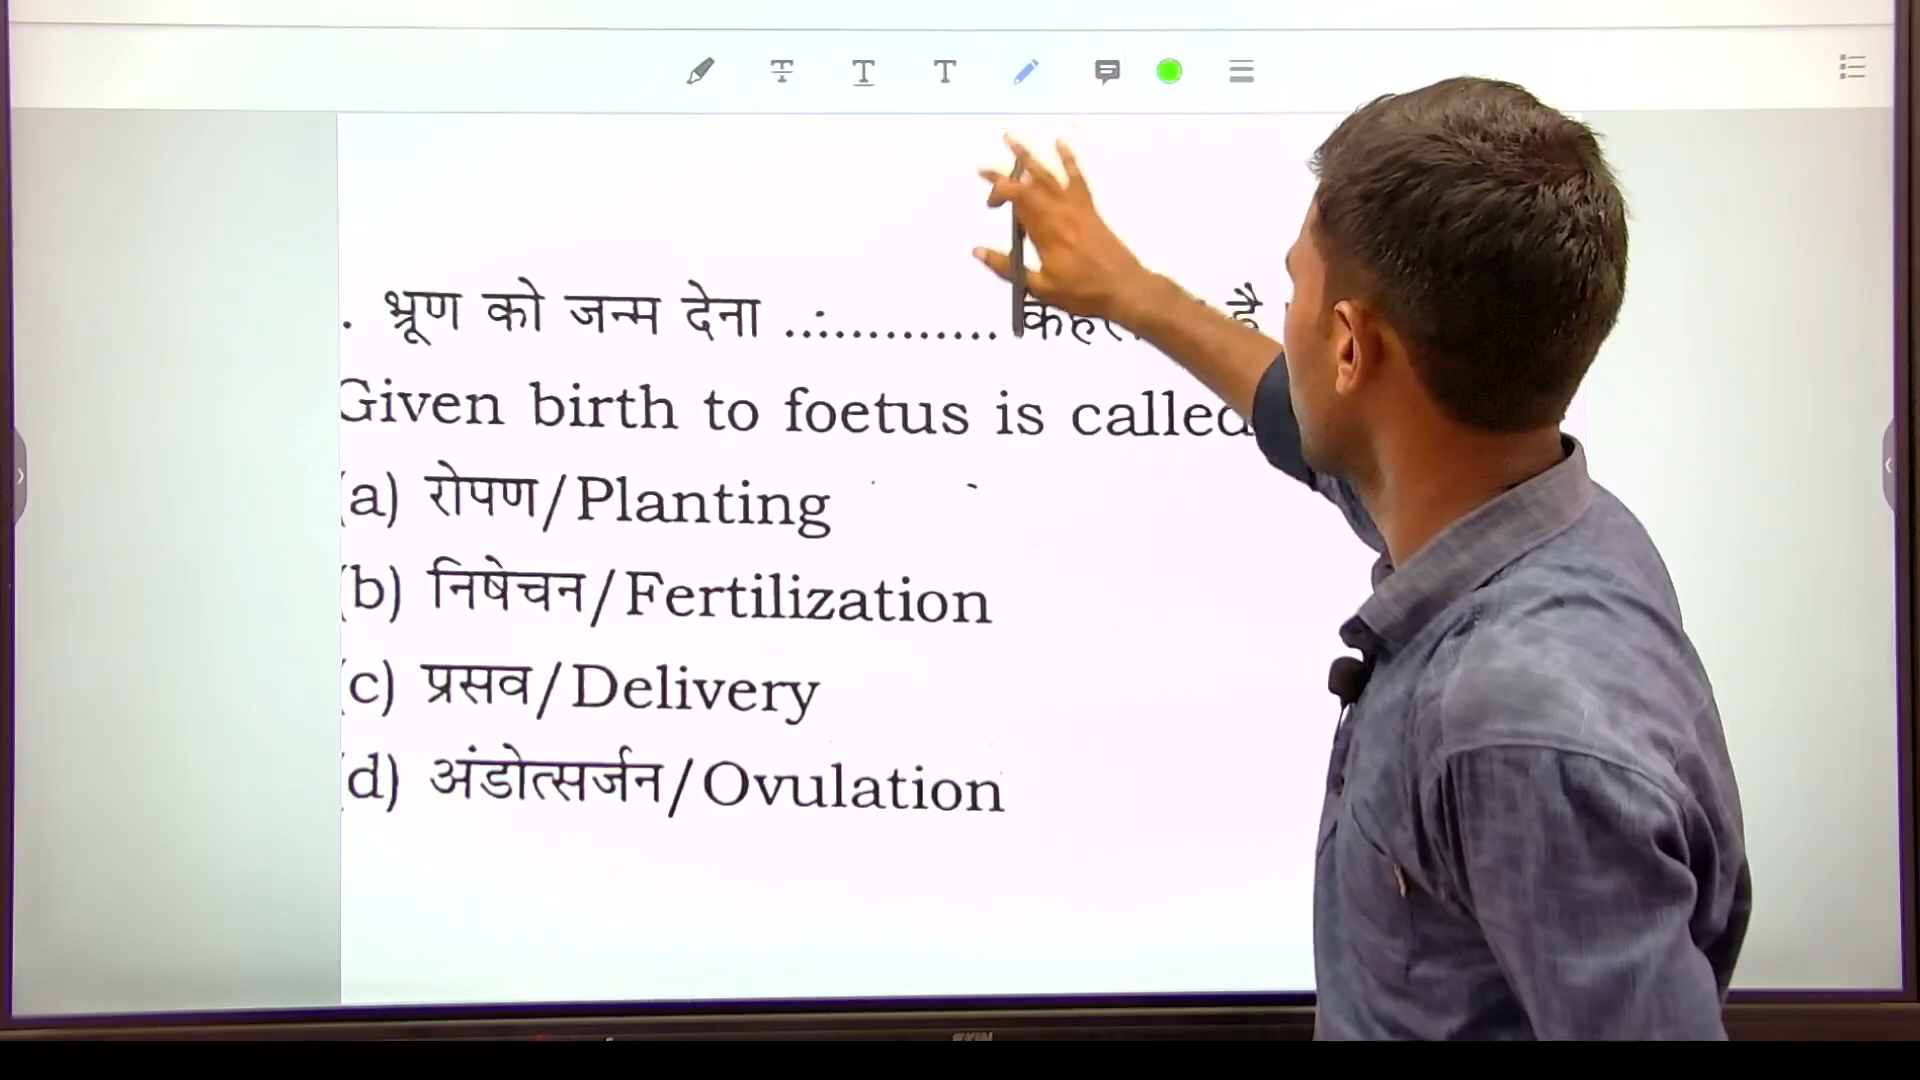 . भ्रूण को जन्म देना ..:........... है
Given birth to foetus is called
(a) रोपण/Planting
(b) निषेचन/Fertilization
(c) प्रसव/Delivery
(d) अंडोत्सर्जन/Ovulation